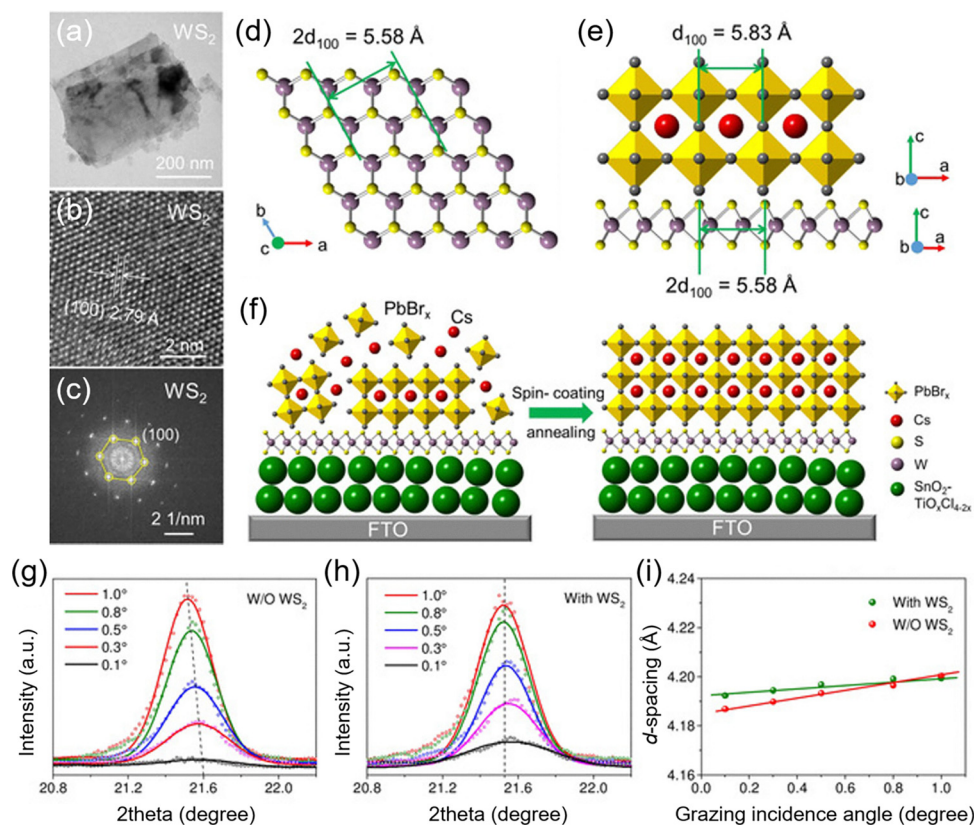 (a)
WS₂
200 nm
(b)
WS₂
(100) 2.79 Å
2 nm
(c)
WS₂
(100)
2 1/nm
(d)
2d₁₀₀ = 5.58 Å
b
c
a
(e)
d₁₀₀ = 5.83 Å
2d₁₀₀ = 5.58 Å
c
b
a
c
b
a
(f)
PbBrₓ
Cs
Spin- coating
annealing
FTO
FTO
PbBrₓ
Cs
S
W
SnO₂-
TiOₓCl₄₋₂ₓ
(g)
W/O WS₂
1.0°
0.8°
0.5°
0.3°
0.1°
Intensity (a.u.)
20.8 21.2 21.6 22.0
2theta (degree)
(h)
With WS₂
1.0°
0.8°
0.5°
0.3°
0.1°
Intensity (a.u.)
20.8 21.2 21.6 22.0
2theta (degree)
(i)
With WS₂
W/O WS₂
d-spacing (Å)
4.24
4.22
4.20
4.18
4.16
0.0 0.2 0.4 0.6 0.8 1.0
Grazing incidence angle (degree)